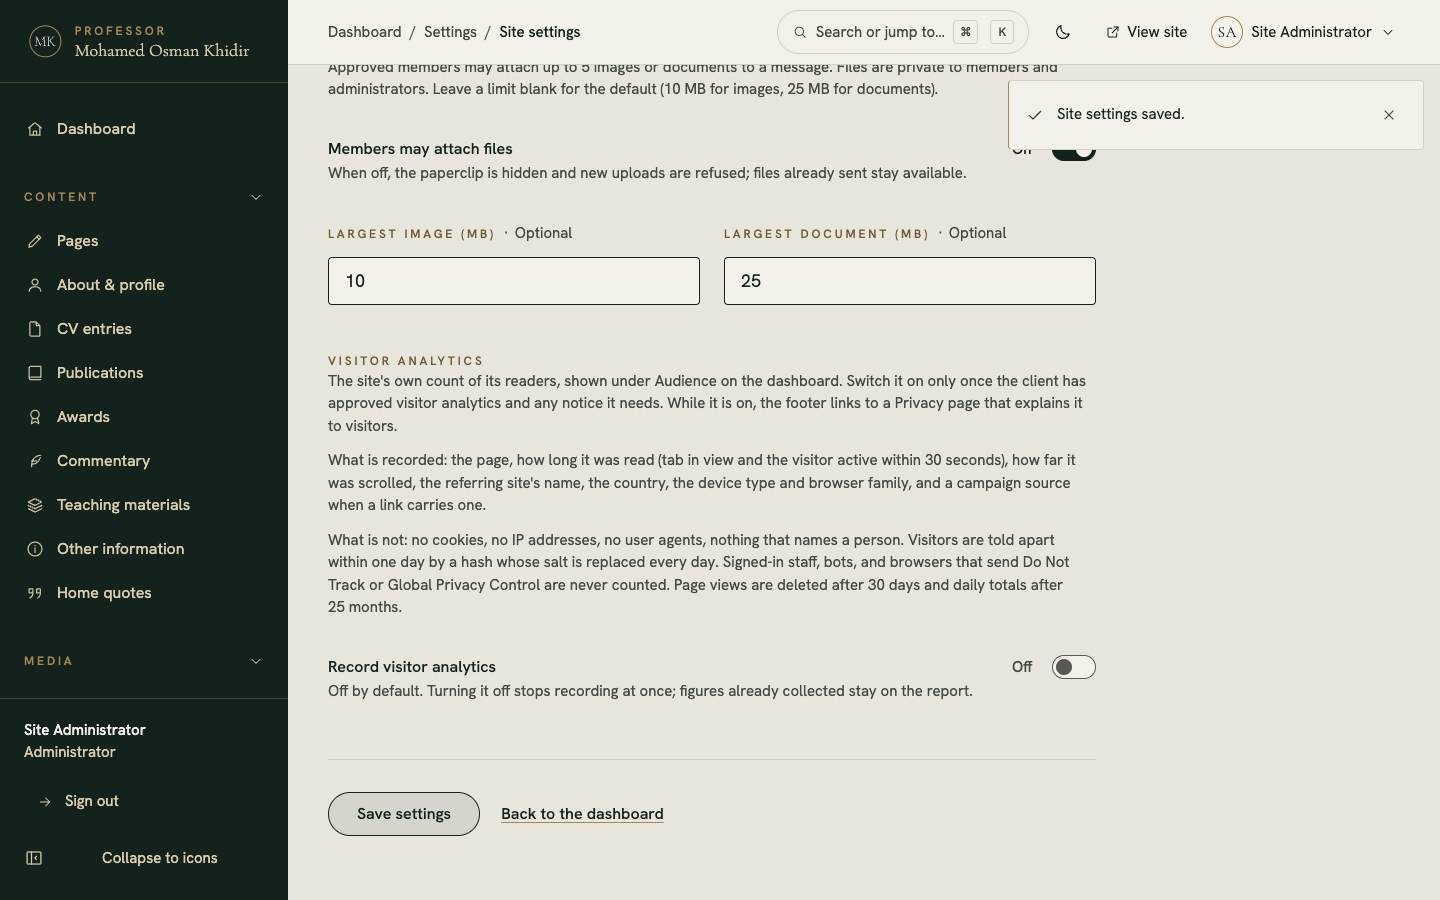 PROFESSOR
MK
Mohamed Osman Khidir
Dashboard
CONTENT
Pages
About & profile
CV entries
Publications
Awards
Commentary
Teaching materials
Other information
Home quotes
MEDIA
Site Administrator
Administrator
Sign out
Collapse to icons
Dashboard / Settings / Site settings
Search or jump to... ⌘ K
View site
SA Site Administrator
Approved members may attach up to 5 images or documents to a message. Files are private to members and
administrators. Leave a limit blank for the default (10 MB for images, 25 MB for documents).
Site settings saved.
Members may attach files
When off, the paperclip is hidden and new uploads are refused; files already sent stay available.
LARGEST IMAGE (MB) · Optional
LARGEST DOCUMENT (MB) · Optional
10
25
VISITOR ANALYTICS
The site's own count of its readers, shown under Audience on the dashboard. Switch it on only once the client has
approved visitor analytics and any notice it needs. While it is on, the footer links to a Privacy page that explains it
to visitors.
What is recorded: the page, how long it was read (tab in view and the visitor active within 30 seconds), how far it
was scrolled, the referring site's name, the country, the device type and browser family, and a campaign source
when a link carries one.
What is not: no cookies, no IP addresses, no user agents, nothing that names a person. Visitors are told apart
within one day by a hash whose salt is replaced every day. Signed-in staff, bots, and browsers that send Do Not
Track or Global Privacy Control are never counted. Page views are deleted after 30 days and daily totals after
25 months.
Record visitor analytics
Off
Off by default. Turning it off stops recording at once; figures already collected stay on the report.
Save settings
Back to the dashboard